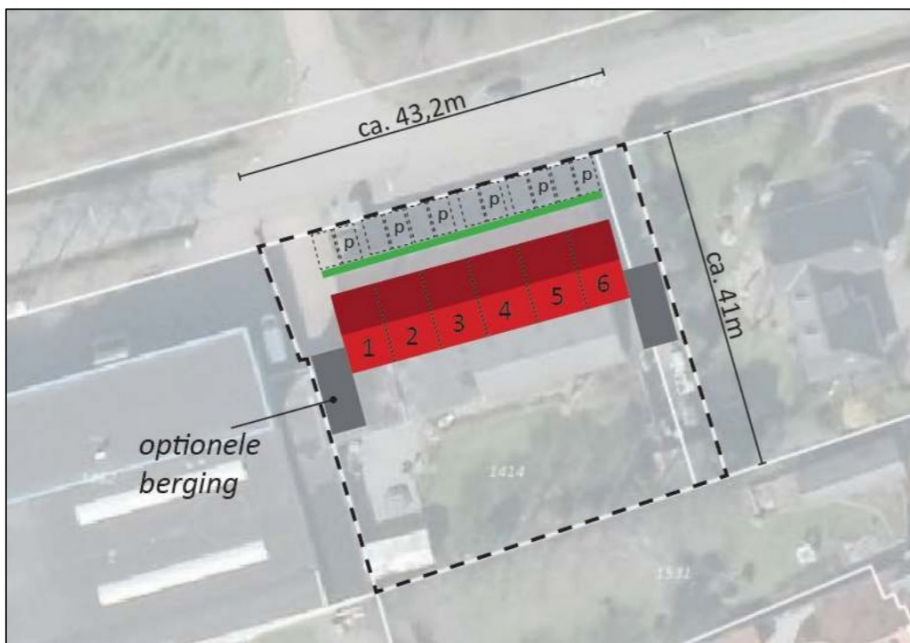 ca. 43,2m
p p p p p p
ca. 41m
1 2 3 4 5 6
optionele
berging
1414
1531